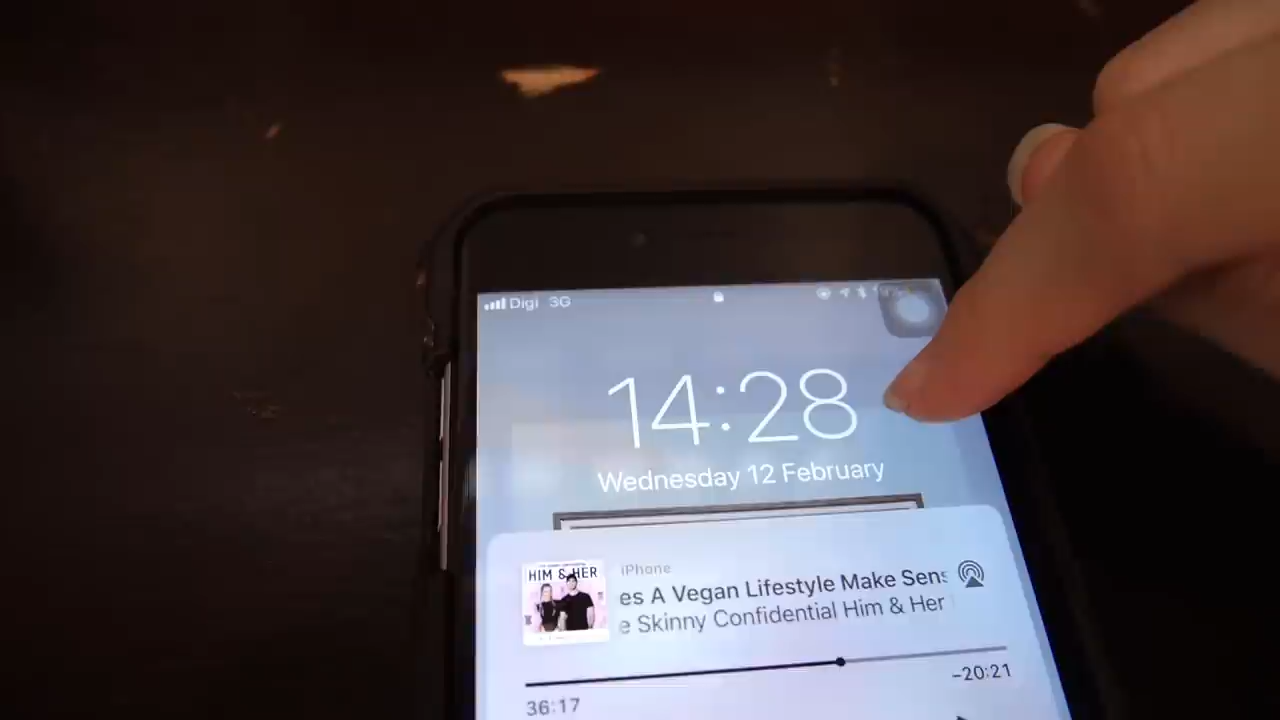 Digi 3G
14:28
Wednesday 12 February
HIM & HER
iPhone
es A Vegan Lifestyle Make Sens
e Skinny Confidential Him & Her
36:17
-20:21